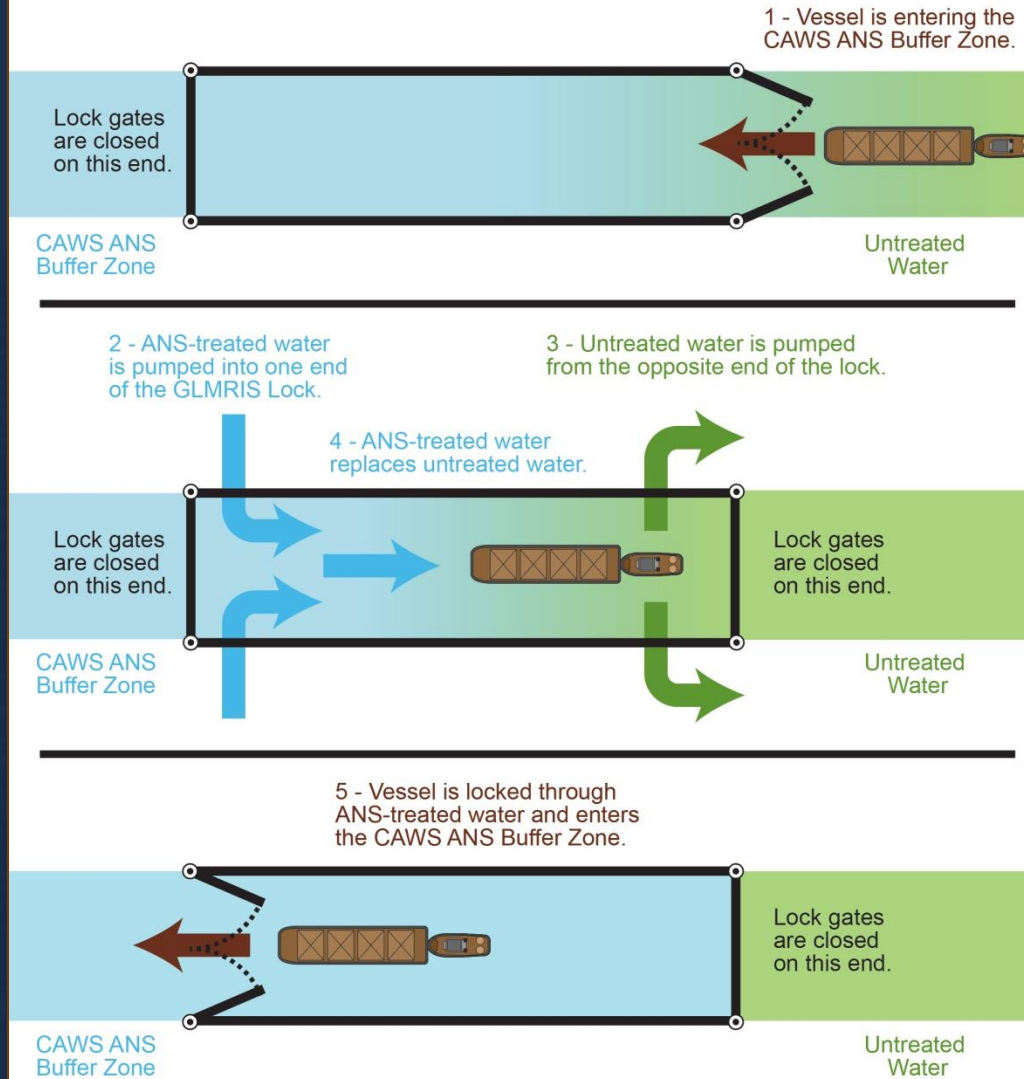 1 - Vessel is entering the
CAWS ANS Buffer Zone.
Lock gates
are closed
on this end.
CAWS ANS
Buffer Zone
Untreated
Water
2 - ANS-treated water
is pumped into one end
of the GLMRIS Lock.
3 - Untreated water is pumped
from the opposite end of the lock.
4 - ANS-treated water
replaces untreated water.
Lock gates
are closed
on this end.
Lock gates
are closed
on this end.
CAWS ANS
Buffer Zone
Untreated
Water
5 - Vessel is locked through
ANS-treated water and enters
the CAWS ANS Buffer Zone.
Lock gates
are closed
on this end.
CAWS ANS
Buffer Zone
Untreated
Water